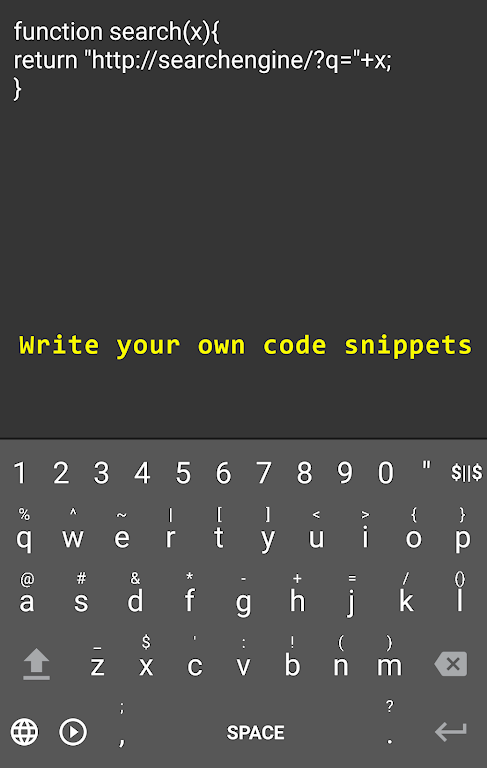 function search(x){
return "http://searchengine/?q="+x;
}
Write your own code snippets
1 2 3 4 5 6 7 8 9 0 " $||$
% ^ ~ | [ ] < > { }
q w e r t y u i o p
@ # & * - + = / ()
a s d f g h j k l
_ $ ' : ! ( )
z x c v b n m
; ?
, SPACE .